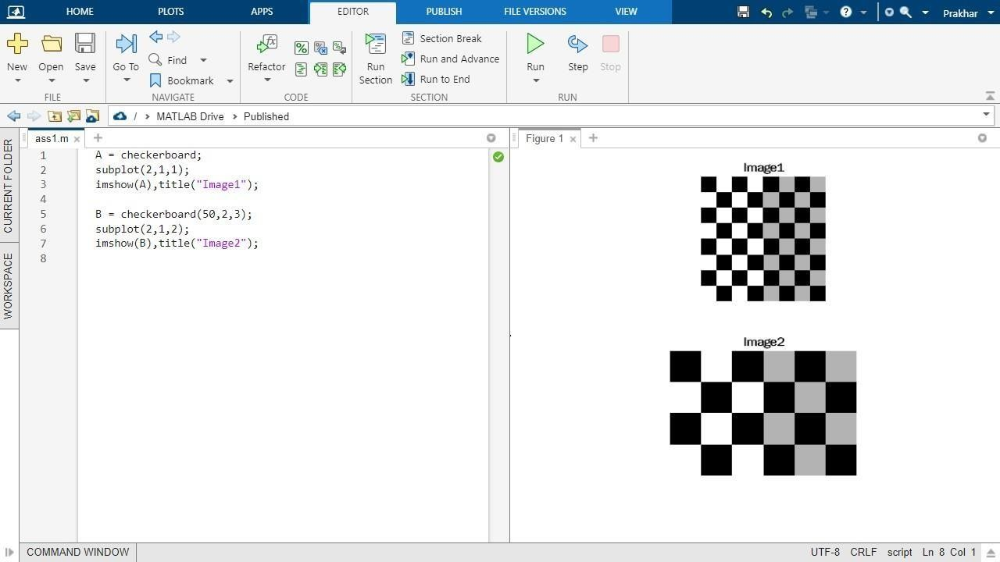 HOME PLOTS APPS EDITOR PUBLISH FILE VERSIONS VIEW Prakhar
New Open Save Go To Find Bookmark Refactor Run Section Section Break Run and Advance Run to End Run Step Stop
FILE NAVIGATE CODE SECTION RUN
/ › MATLAB Drive › Published
CURRENT FOLDER
WORKSPACE
ass1.m × +
1 A = checkerboard;
2 subplot(2,1,1);
3 imshow(A),title("Image1");
4
5 B = checkerboard(50,2,3);
6 subplot(2,1,2);
7 imshow(B),title("Image2");
8
Figure 1 × +
Image1
Image2
COMMAND WINDOW UTF-8 CRLF script Ln 8 Col 1